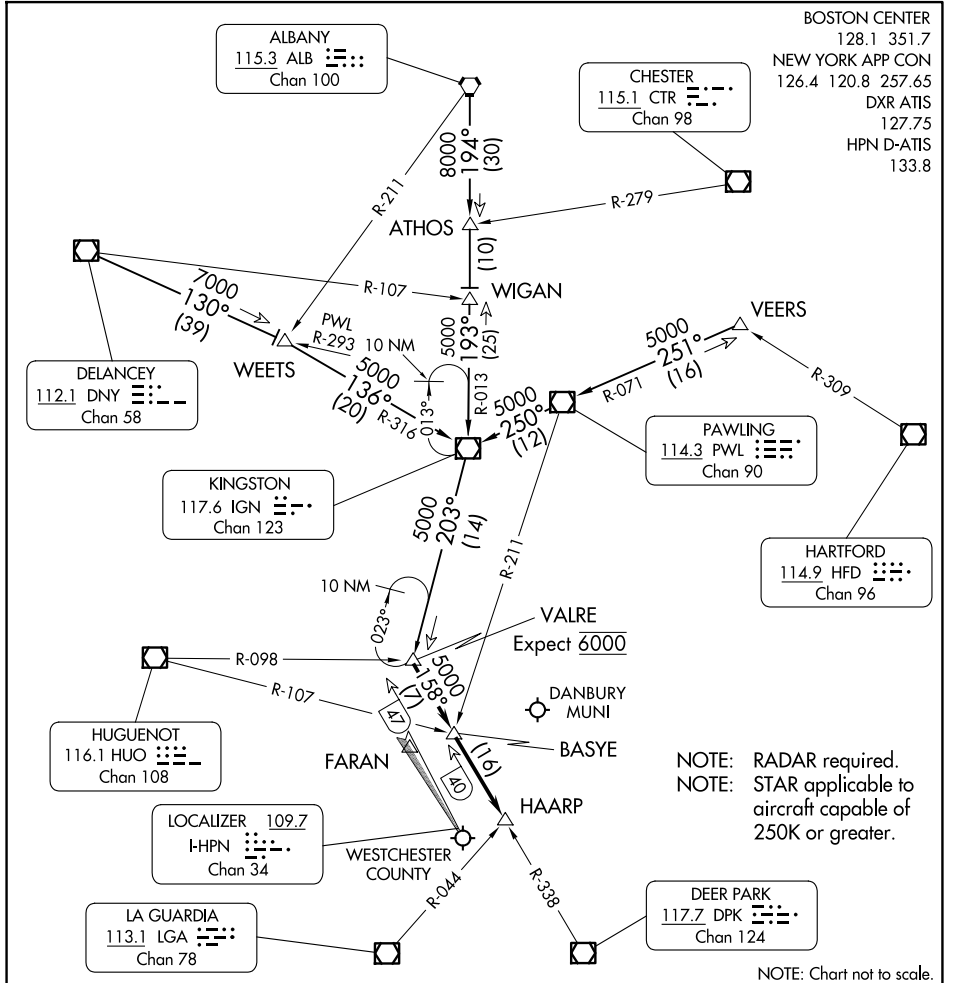 BOSTON CENTER
128.1 351.7
NEW YORK APP CON
126.4 120.8 257.65
DXR ATIS
127.75
HPN D-ATIS
133.8
ALBANY
115.3 ALB
Chan 100
CHESTER
115.1 CTR
Chan 98
8000
194°
(30)
R-211
R-279
ATHOS
(10)
R-107
WIGAN
7000
130°
(39)
WEETS
PWL
R-293
10 NM
5000
193°
(25)
R-013
013°
5000
136°
(20)
R-316
VEERS
5000
251°
(16)
R-071
R-309
5000
250°
(12)
DELANCEY
112.1 DNY
Chan 58
PAWLING
114.3 PWL
Chan 90
KINGSTON
117.6 IGN
Chan 123
5000
203°
(14)
R-211
HARTFORD
114.9 HFD
Chan 96
10 NM
023°
VALRE
Expect 6000
R-098
R-107
5000
158°
(7)
47
DANBURY
MUNI
HUGUENOT
116.1 HUO
Chan 108
FARAN
BASYE
(16)
40
HAARP
NOTE: RADAR required.
NOTE: STAR applicable to
aircraft capable of
250K or greater.
LOCALIZER 109.7
I-HPN
Chan 34
WESTCHESTER
COUNTY
R-044
R-338
LA GUARDIA
113.1 LGA
Chan 78
DEER PARK
117.7 DPK
Chan 124
NOTE: Chart not to scale.